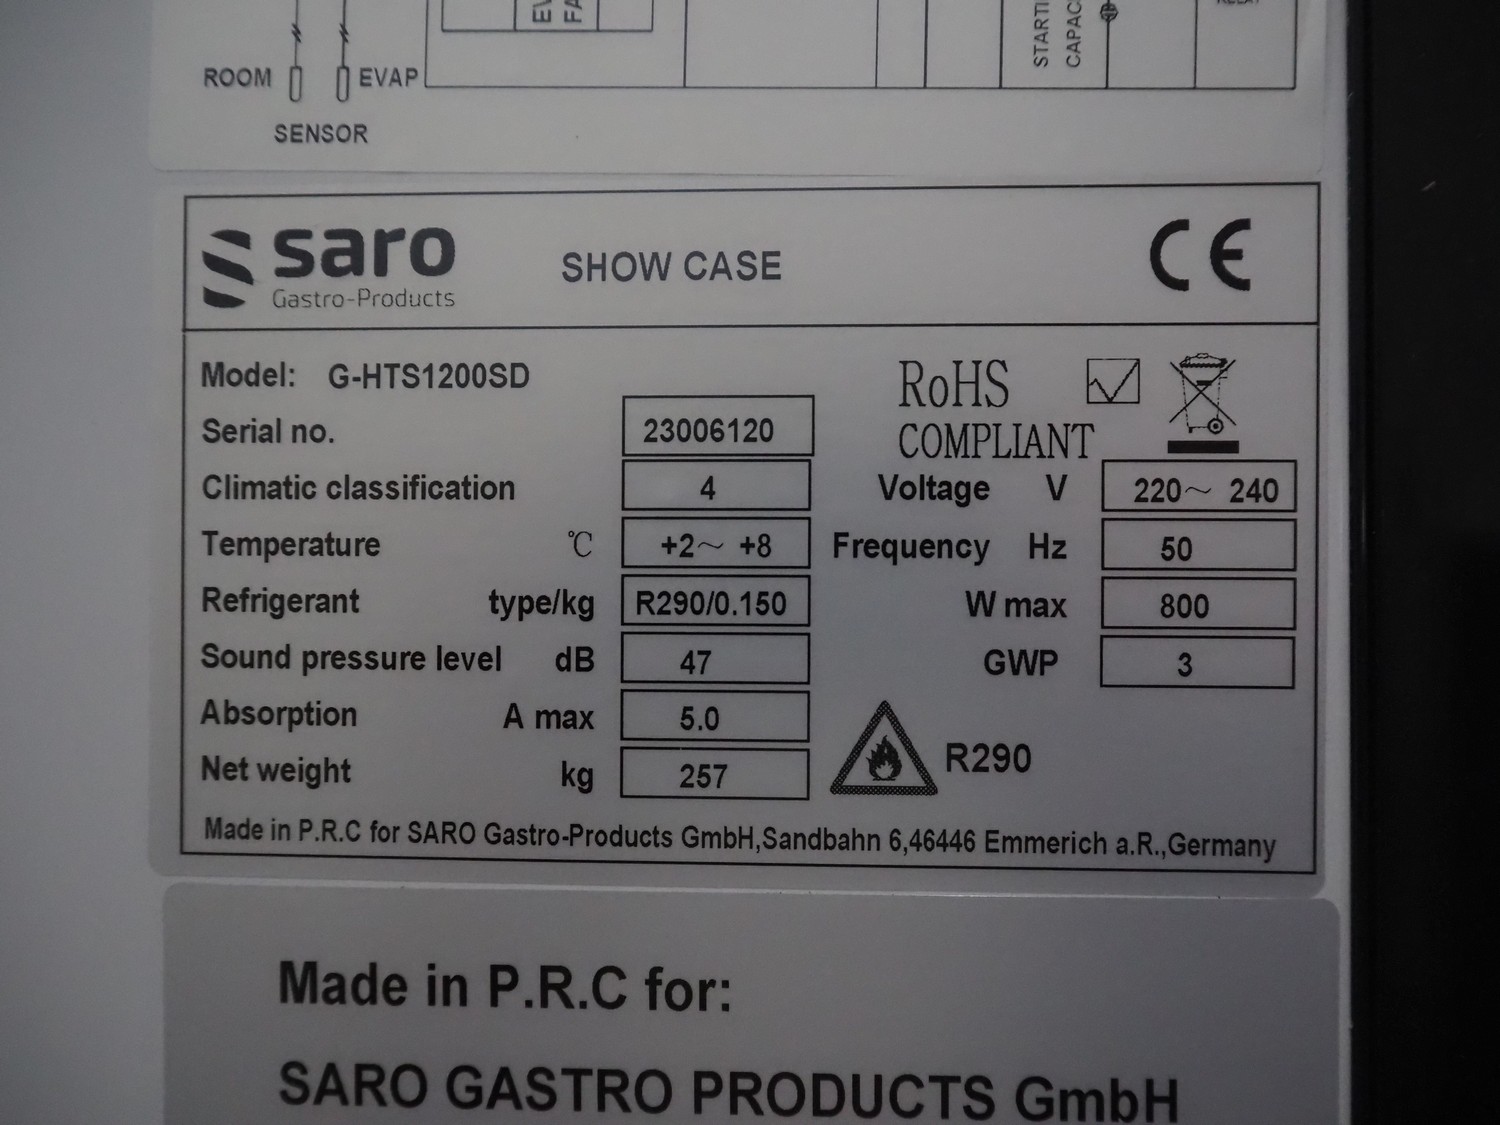 ROOM
EVAP
SENSOR
saro
Gastro-Products
SHOW CASE
CE
Model: G-HTS1200SD
RoHS
COMPLIANT
Serial no. 23006120
Climatic classification 4
Voltage V 220~ 240
Temperature ℃ +2~ +8
Frequency Hz 50
Refrigerant type/kg R290/0.150
W max 800
Sound pressure level dB 47
GWP 3
Absorption A max 5.0
R290
Net weight kg 257
Made in P.R.C for SARO Gastro-Products GmbH,Sandbahn 6,46446 Emmerich a.R.,Germany
Made in P.R.C for:
SARO GASTRO PRODUCTS GmbH